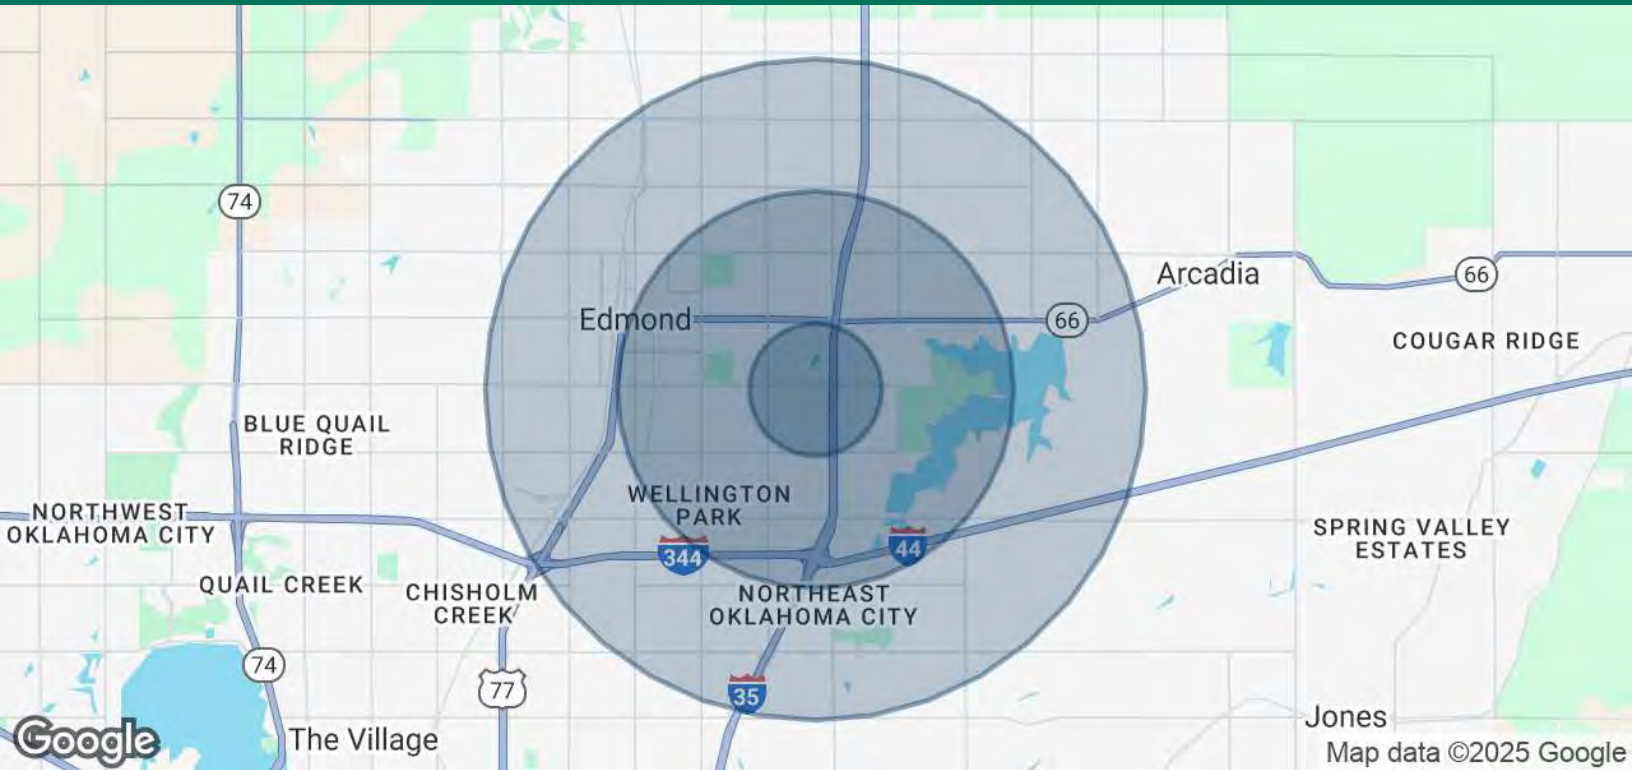 74
Arcadia
66
Edmond
66
COUGAR RIDGE
BLUE QUAIL
RIDGE
WELLINGTON
PARK
NORTHWEST
OKLAHOMA CITY
SPRING VALLEY
ESTATES
344
44
QUAIL CREEK
CHISHOLM
CREEK
NORTHEAST
OKLAHOMA CITY
74
77
35
Jones
Google
The Village
Map data ©2025 Google